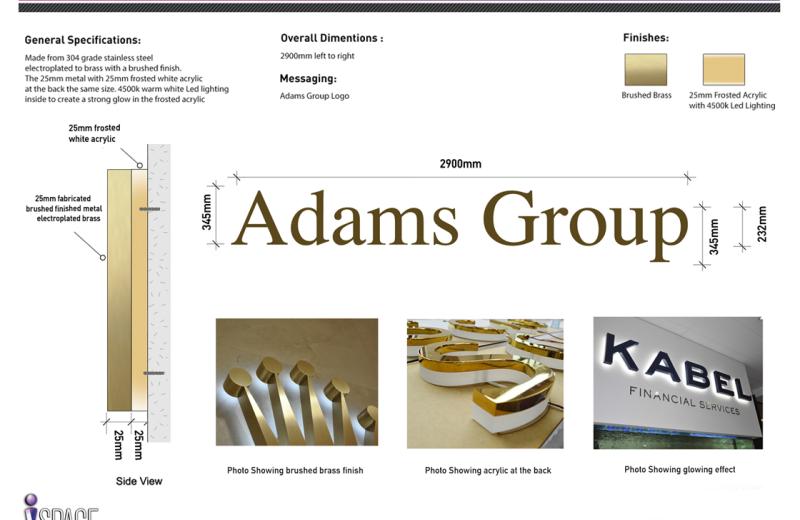 General Specifications:
Made from 304 grade stainless steel
electroplated to brass with a brushed finish.
The 25mm metal with 25mm frosted white acrylic
at the back the same size. 4500k warm white Led lighting
inside to create a strong glow in the frosted acrylic
Overall Dimentions :
2900mm left to right
Messaging:
Adams Group Logo
Finishes:
Brushed Brass
25mm Frosted Acrylic
with 4500k Led Lighting
25mm frosted
white acrylic
25mm fabricated
brushed finished metal
electroplated brass
25mm
25mm
Side View
2900mm
345mm
Adams Group
345mm
232mm
KABEL
FINANCIAL SERVICES
Photo Showing brushed brass finish
Photo Showing acrylic at the back
Photo Showing glowing effect
iSPACE